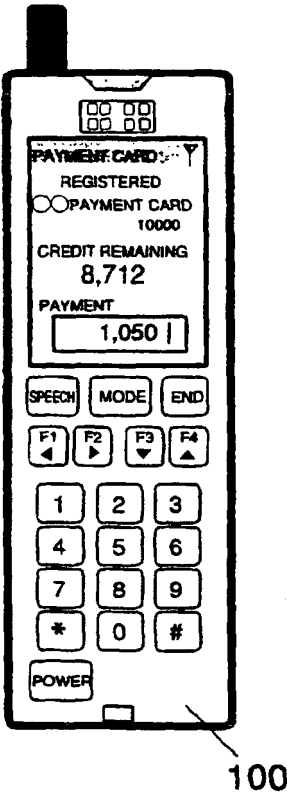 PAYMENT CARD
REGISTERED
○○PAYMENT CARD
10000
CREDIT REMAINING
8,712
PAYMENT
1,050
SPEECH MODE END
F1 F2 F3 F4
◀ ▶ ▼ ▲
1 2 3
4 5 6
7 8 9
* 0 #
POWER
100